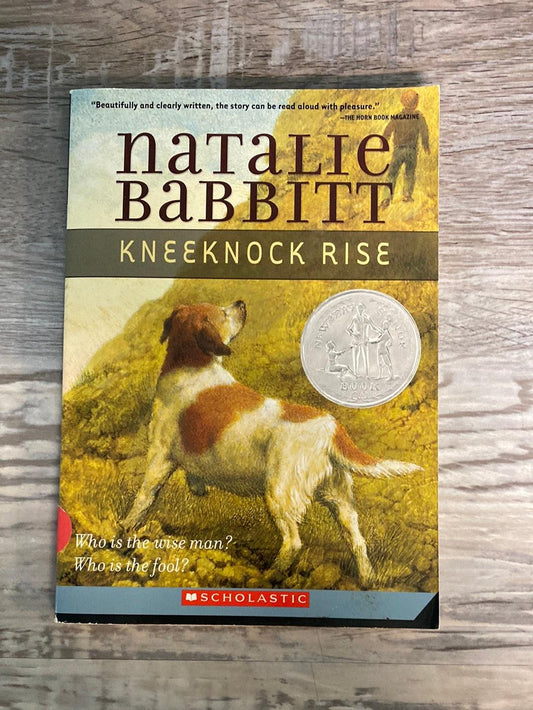 "Beautifully and clearly written, the story can be read aloud with pleasure."
—THE HORN BOOK MAGAZINE
NATALIE
BABBITT
KNEEKNOCK RISE
Who is the wise man?
Who is the fool?
SCHOLASTIC